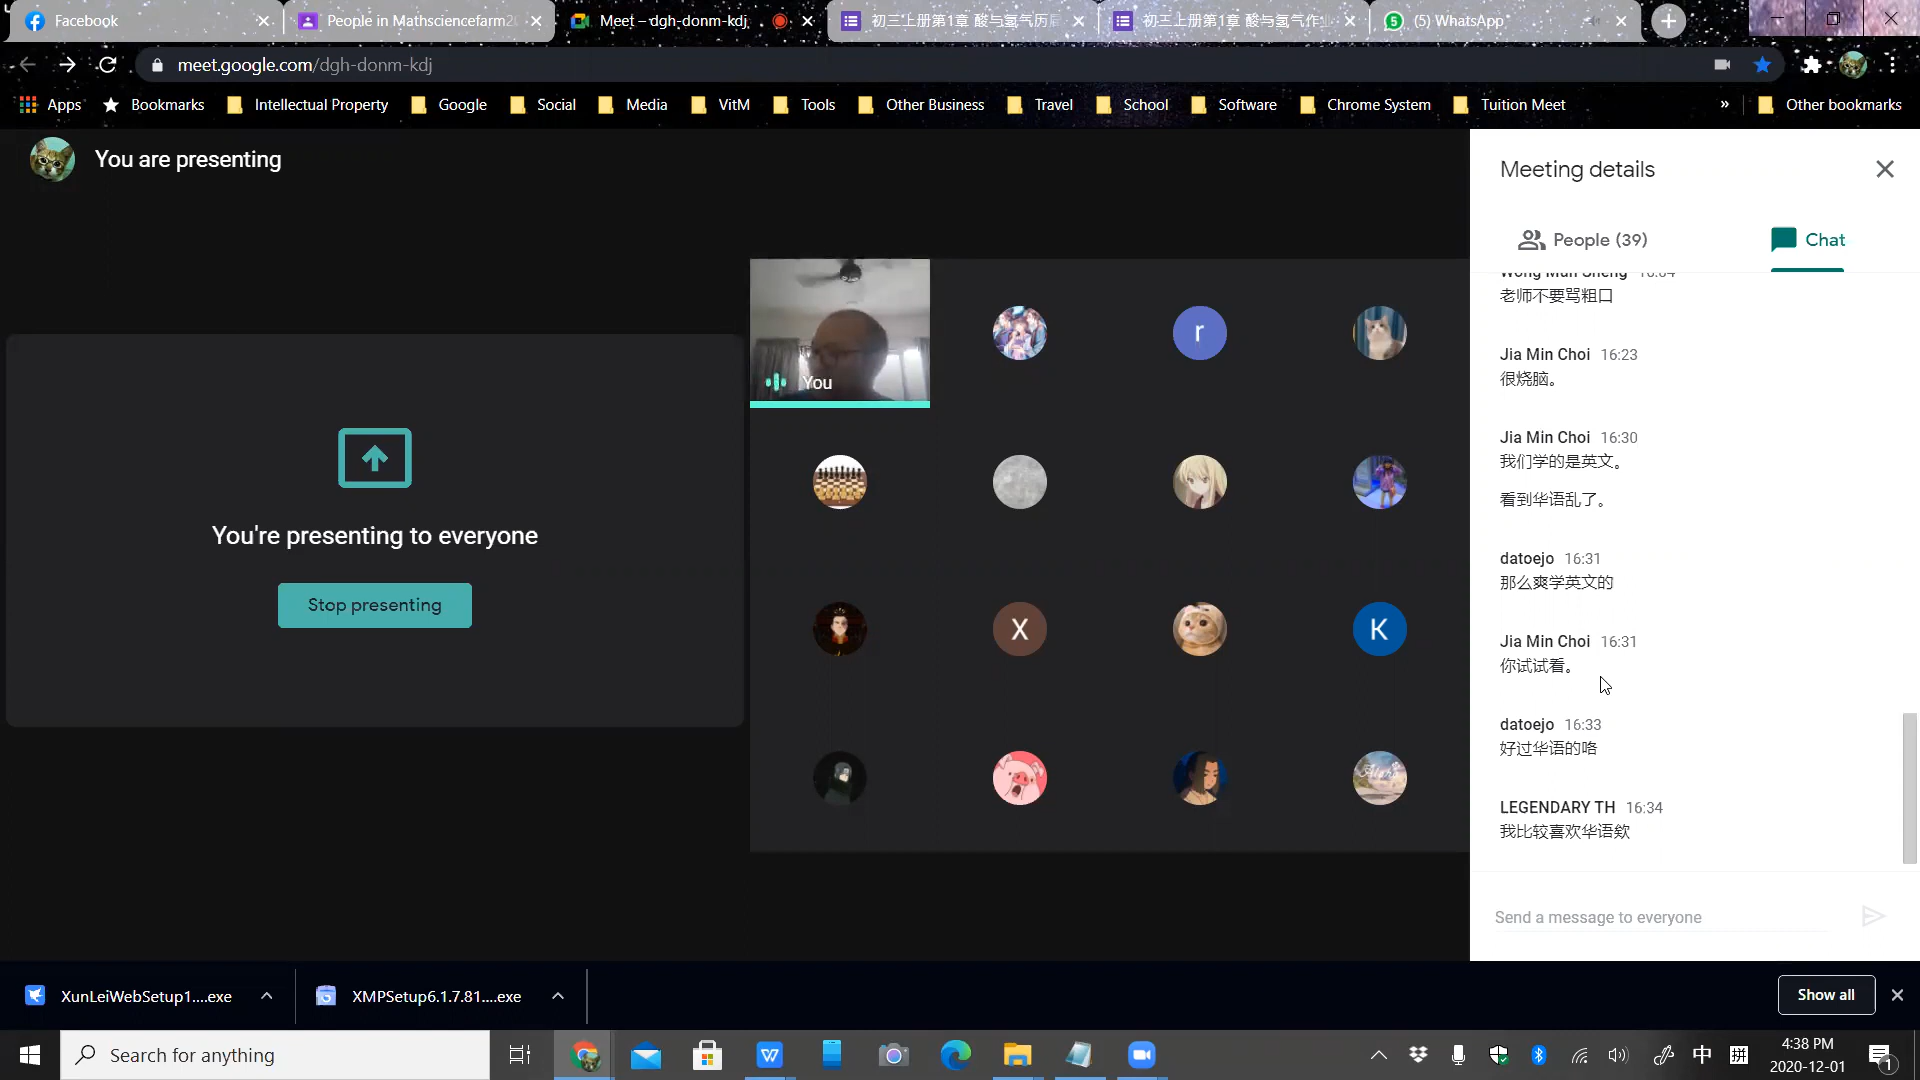 Facebook
People in Mathsciencefarm2
Meet – dgh-donm-kdj
初三上册第1章 酸与氢气历届
初三上册第1章 酸与氢气作业
(5) WhatsApp
meet.google.com/dgh-donm-kdj
Apps
Bookmarks
Intellectual Property
Google
Social
Media
VitM
Tools
Other Business
Travel
School
Software
Chrome System
Tuition Meet
»
Other bookmarks
You are presenting
You're presenting to everyone
Stop presenting
You
r
X
K
Meeting details
People (39)
Chat
Wong Mun Sheng
老师不要骂粗口
Jia Min Choi 16:23
很烧脑。
Jia Min Choi 16:30
我们学的是英文。
看到华语乱了。
datoejo 16:31
那么爽学英文的
Jia Min Choi 16:31
你试试看。
datoejo 16:33
好过华语的咯
LEGENDARY TH 16:34
我比较喜欢华语欸
Send a message to everyone
XunLeiWebSetup1....exe
XMPSetup6.1.7.81....exe
Show all
Search for anything
中
拼
4:38 PM
2020-12-01
1